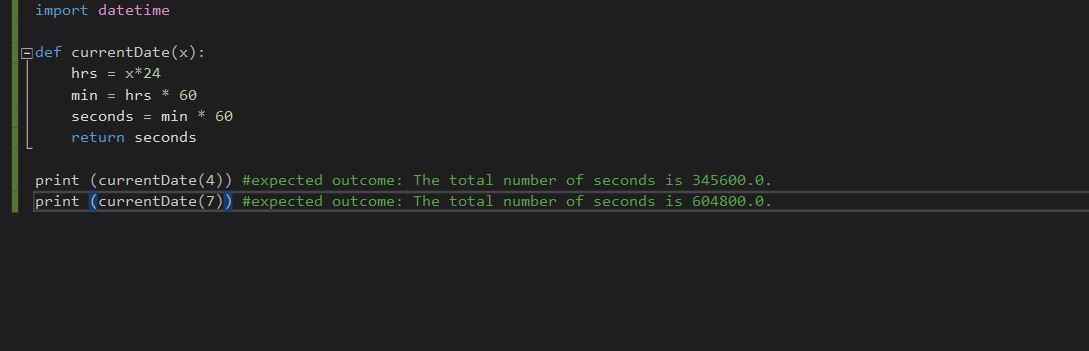 import datetime
def currentDate(x):
    hrs = x*24
    min = hrs * 60
    seconds = min * 60
    return seconds
print (currentDate(4)) #expected outcome: The total number of seconds is 345600.0.
print (currentDate(7)) #expected outcome: The total number of seconds is 604800.0.